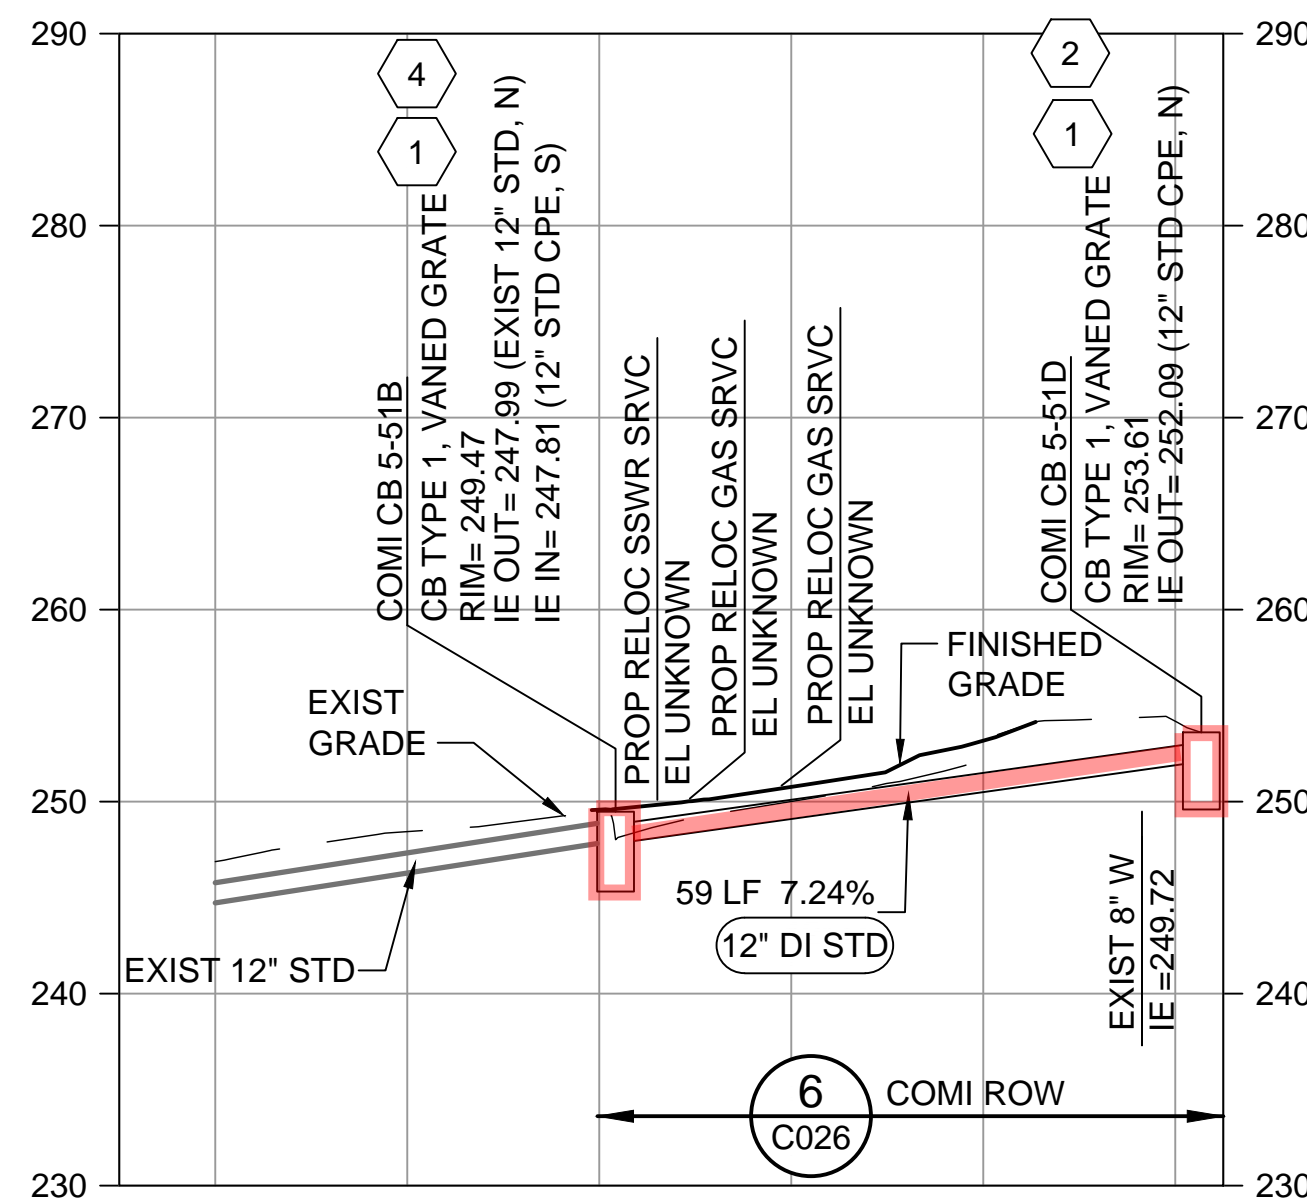 290
280
270
260
250
240
230
4
1
COMI CB 5-51B
CB TYPE 1, VANED GRATE
RIM= 249.47
IE OUT= 247.99 (EXIST 12" STD, N)
IE IN= 247.81 (12" STD CPE, S)
PROP RELOC SSWR SRVC
EL UNKNOWN
PROP RELOC GAS SRVC
EL UNKNOWN
PROP RELOC GAS SRVC
EL UNKNOWN
2
1
COMI CB 5-51D
CB TYPE 1, VANED GRATE
RIM= 253.61
IE OUT= 252.09 (12" STD CPE, N)
EXIST
GRADE
FINISHED
GRADE
59 LF 7.24%
12" DI STD
EXIST 12" STD
EXIST 8" W
IE =249.72
6
C026
COMI ROW
290
280
270
260
250
240
230